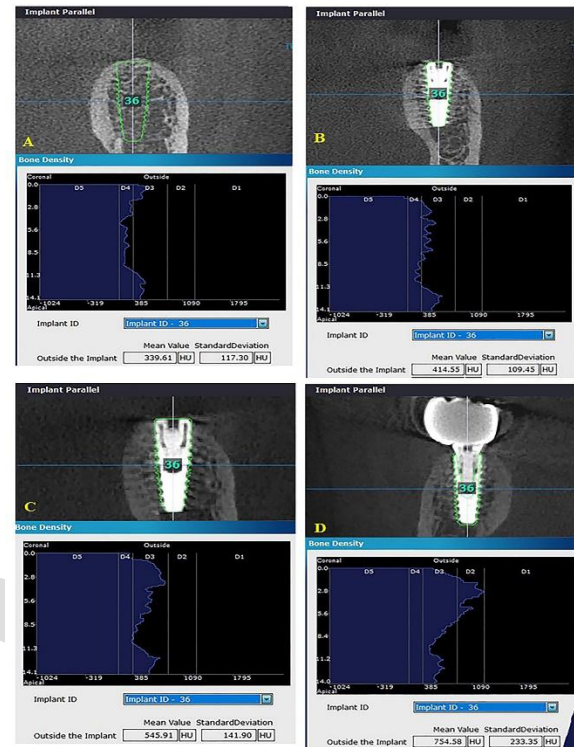 Implant Parallel
36
A
Bone Density
Coronal
Outside
D5 D4 D3 D2 D1
0.0
2.8
5.6
8.5
11.3
14.1
Apical
-1024 -319 385 1090 1795
Implant ID
Implant ID - 36
Mean Value StandardDeviation
Outside the Implant 339.61 HU 117.30 HU
Implant Parallel
36
B
Bone Density
Coronal
Outside
D5 D4 D3 D2 D1
0.0
2.8
5.6
8.5
11.3
14.1
Apical
-1024 -319 385 1090 1795
Implant ID
Implant ID - 36
Mean Value StandardDeviation
Outside the Implant 414.55 HU 109.45 HU
Implant Parallel
36
C
Bone Density
Coronal
Outside
D5 D4 D3 D2 D1
0.0
2.8
5.6
8.5
11.3
14.1
Apical
-1024 -319 385 1090 1795
Implant ID
Implant ID - 36
Mean Value StandardDeviation
Outside the Implant 545.91 HU 141.90 HU
Implant Parallel
36
D
Bone Density
Coronal
Outside
D5 D4 D3 D2 D1
0.0
2.8
5.6
8.4
11.2
14.0
Apical
-1024 -319 385 1090 1795
Implant ID
Implant ID - 36
Mean Value StandardDeviation
Outside the Implant 754.58 HU 233.35 HU